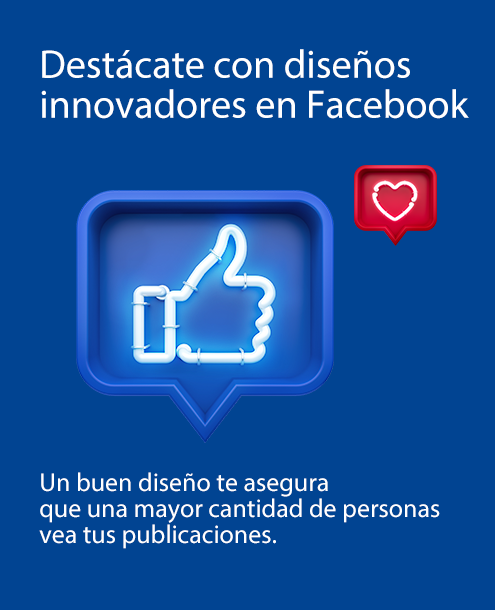 Destácate con diseños
innovadores en Facebook
Un buen diseño te asegura
que una mayor cantidad de personas
vea tus publicaciones.